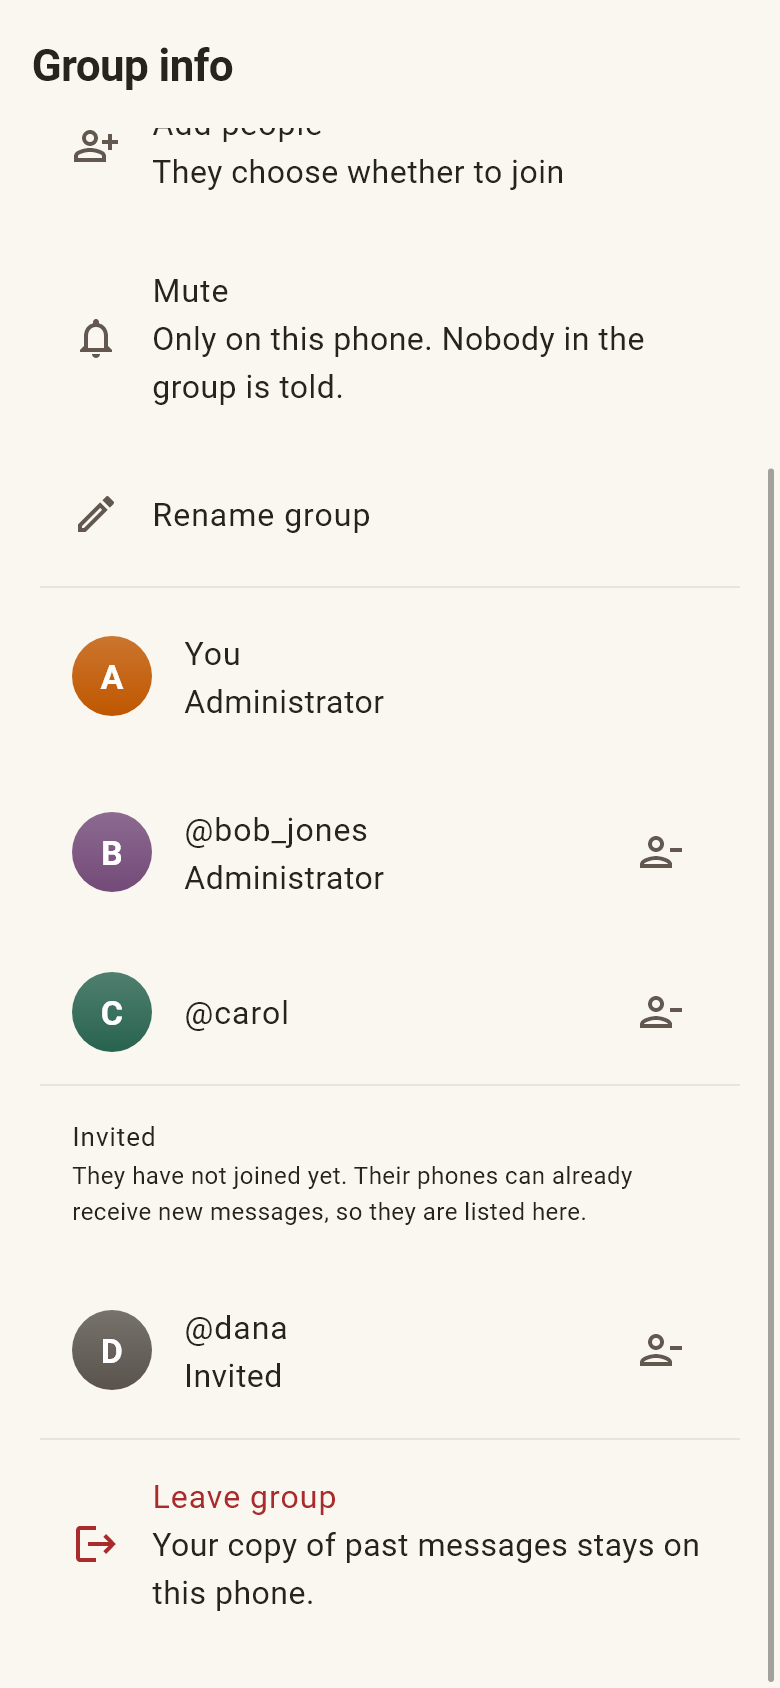 Group info
Add people
They choose whether to join
Mute
Only on this phone. Nobody in the
group is told.
Rename group
A
You
Administrator
B
@bob_jones
Administrator
C
@carol
Invited
They have not joined yet. Their phones can already
receive new messages, so they are listed here.
D
@dana
Invited
Leave group
Your copy of past messages stays on
this phone.